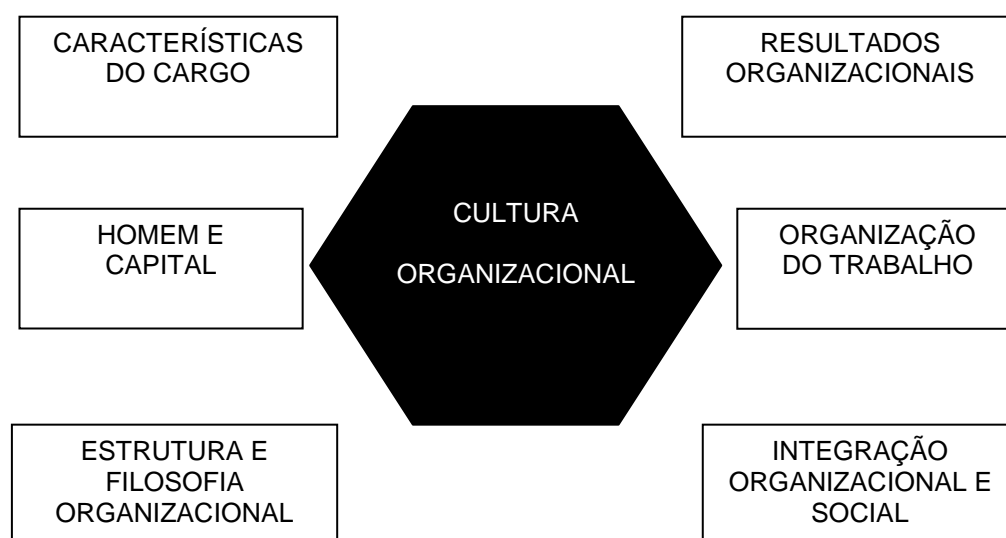 CARACTERÍSTICAS
DO CARGO
RESULTADOS
ORGANIZACIONAIS
CULTURA
ORGANIZACIONAL
HOMEM E
CAPITAL
ORGANIZAÇÃO
DO TRABALHO
ESTRUTURA E
FILOSOFIA
ORGANIZACIONAL
INTEGRAÇÃO
ORGANIZACIONAL E
SOCIAL